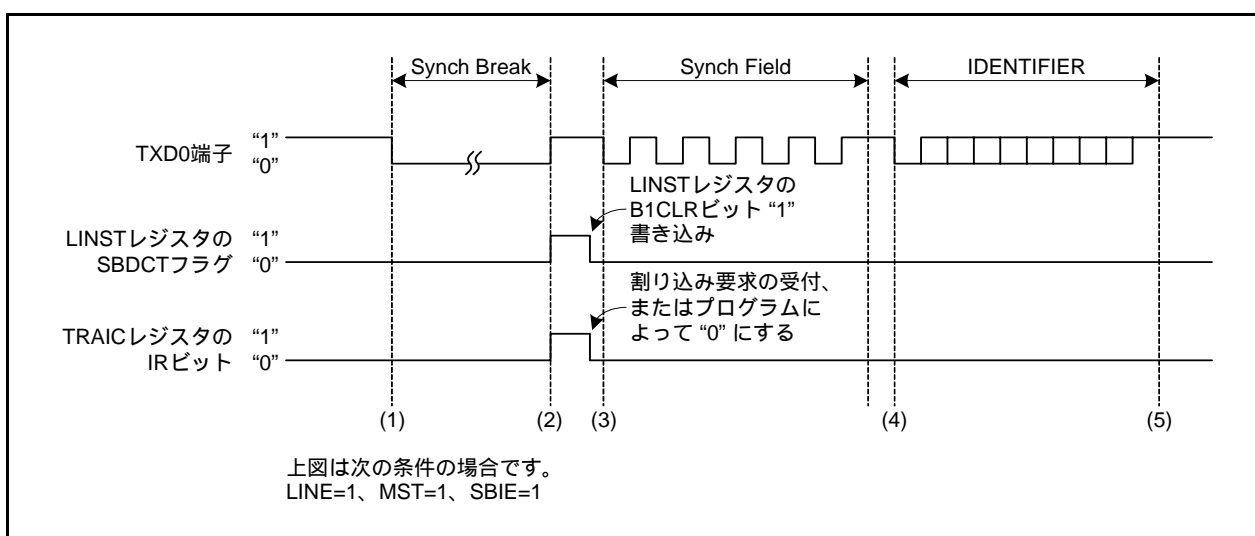 Synch Break
Synch Field
IDENTIFIER
TXD0端子
“1”
“0”
LINSTレジスタの
B1CLRビット “1”
書き込み
LINSTレジスタの
SBDCTフラグ
“1”
“0”
割り込み要求の受付、
またはプログラムに
よって “0” にする
TRAICレジスタの
IRビット
“1”
“0”
(1)
(2)
(3)
(4)
(5)
上図は次の条件の場合です。
LINE=1、MST=1、SBIE=1